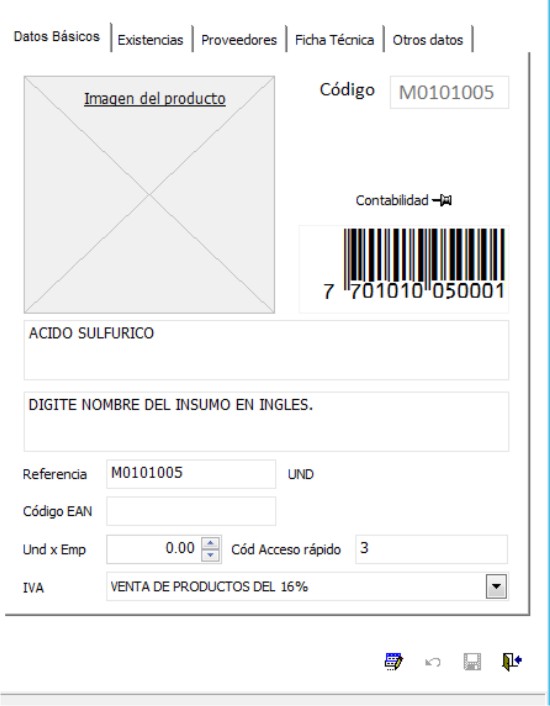 Datos Básicos Existencias Proveedores Ficha Técnica Otros datos
Imagen del producto
Código M0101005
Contabilidad
7 701010 050001
ACIDO SULFURICO
DIGITE NOMBRE DEL INSUMO EN INGLES.
Referencia M0101005 UND
Código EAN
Und x Emp 0.00 Cód Acceso rápido 3
IVA VENTA DE PRODUCTOS DEL 16%